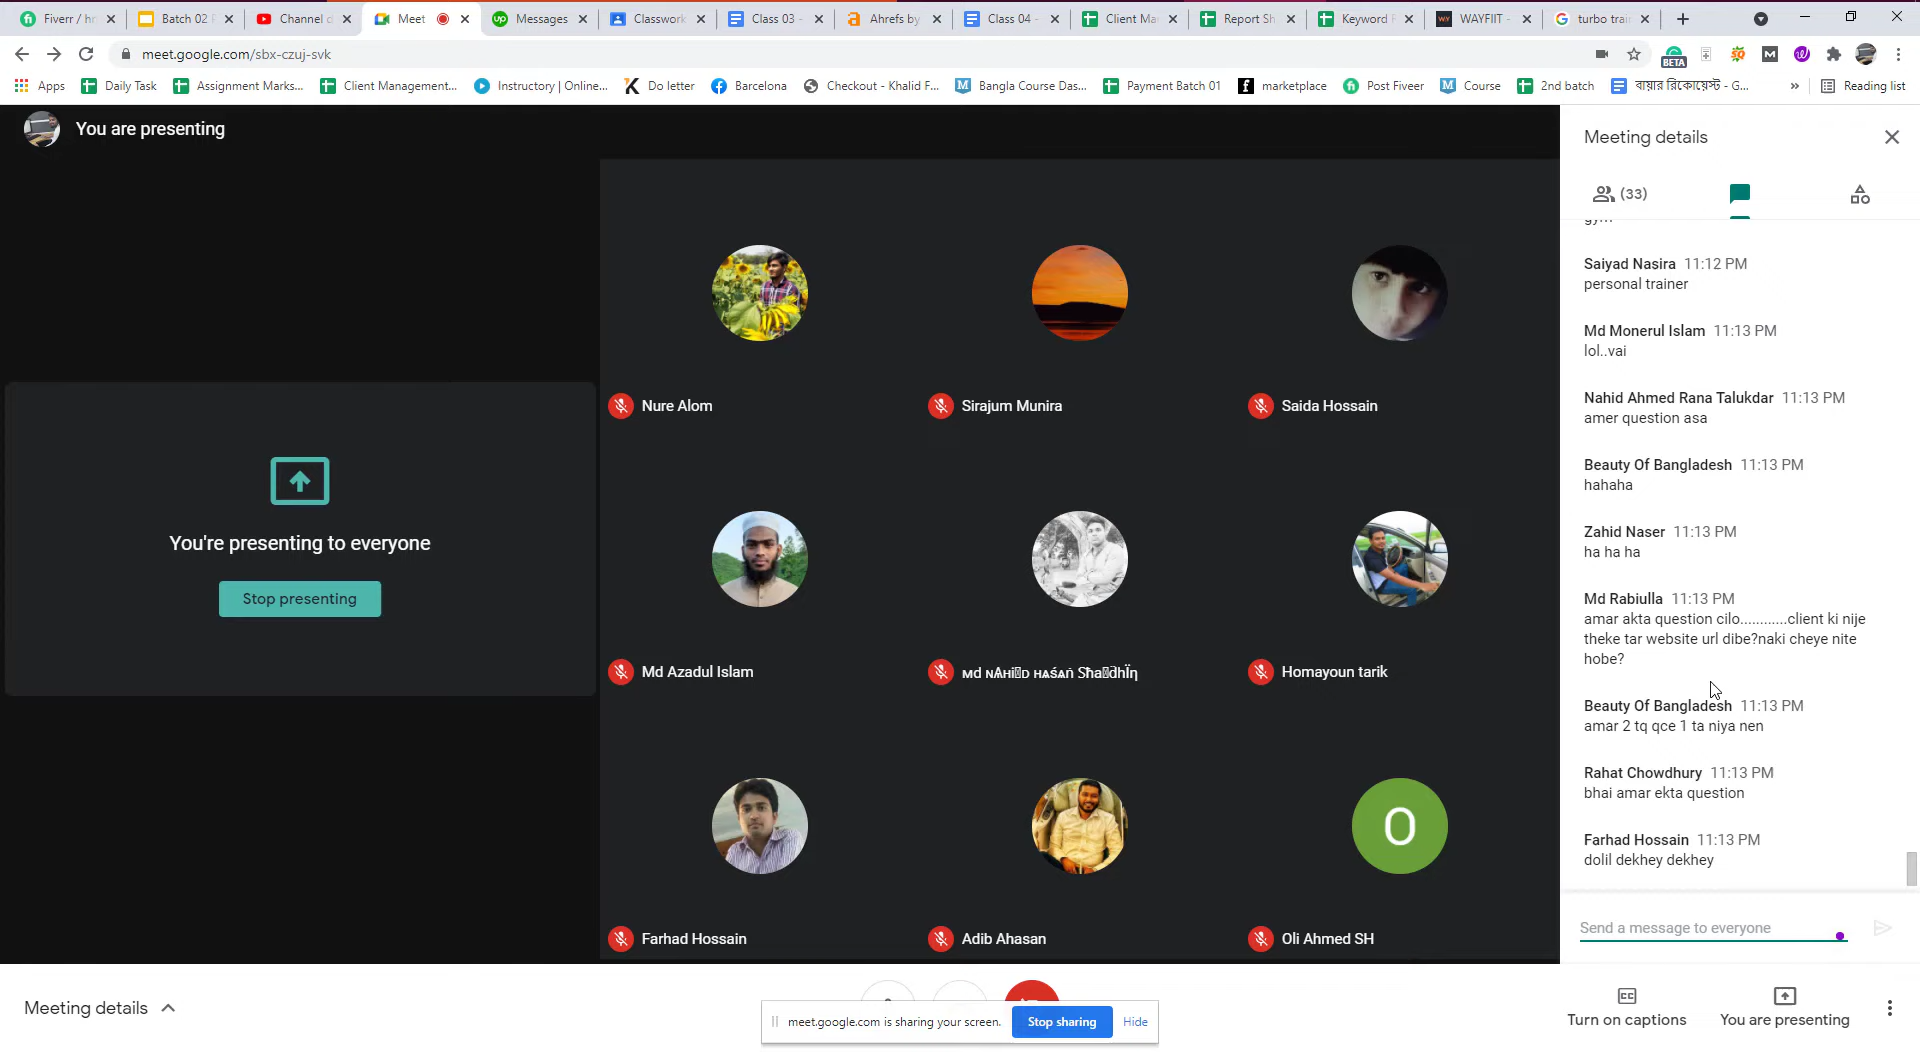 Fiverr / hr
Batch 02 F
Channel d
Meet
Messages
Classwork
Class 03 -
Ahrefs by
Class 04 -
Client Ma
Report Sh
Keyword
WAYFIIT -
turbo trai
meet.google.com/sbx-czuj-svk
BETA
Apps
Daily Task
Assignment Marks...
Client Management...
Instructory | Online...
Do letter
Barcelona
Checkout - Khalid F...
Bangla Course Das...
Payment Batch 01
marketplace
Post Fiveer
Course
2nd batch
বায়ার রিকোয়েস্ট - G...
»
Reading list
You are presenting
You're presenting to everyone
Stop presenting
Nure Alom
Sirajum Munira
Saida Hossain
Md Azadul Islam
Homayoun tarik
O
Farhad Hossain
Adib Ahasan
Oli Ahmed SH
Meeting details
(33)
Saiyad Nasira 11:12 PM
personal trainer
Md Monerul Islam 11:13 PM
lol..vai
Nahid Ahmed Rana Talukdar 11:13 PM
amer question asa
Beauty Of Bangladesh 11:13 PM
hahaha
Zahid Naser 11:13 PM
ha ha ha
Md Rabiulla 11:13 PM
amar akta question cilo............client ki nije
theke tar website url dibe?naki cheye nite
hobe?
Beauty Of Bangladesh 11:13 PM
amar 2 tq qce 1 ta niya nen
Rahat Chowdhury 11:13 PM
bhai amar ekta question
Farhad Hossain 11:13 PM
dolil dekhey dekhey
Send a message to everyone
Meeting details
meet.google.com is sharing your screen.
Stop sharing
Hide
Turn on captions
You are presenting